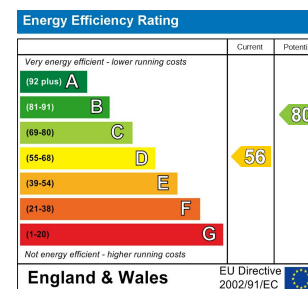 Energy Efficiency Rating
Current
Very energy efficient - lower running costs
(92 plus) A
(81-91) B
(69-80) C
(55-68) D
56
(39-54) E
(21-38) F
(1-20) G
Not energy efficient - higher running costs
England & Wales
EU Directive
2002/91/EC